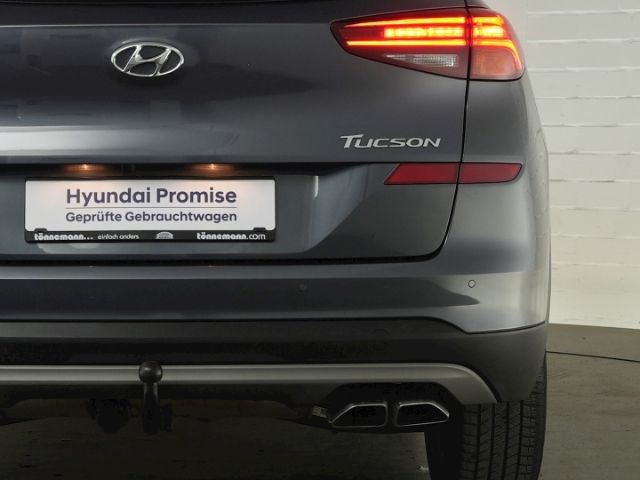 TUCSON
Hyundai Promise
Geprüfte Gebrauchtwagen
tönnemann... einfach anders tönnemann.com